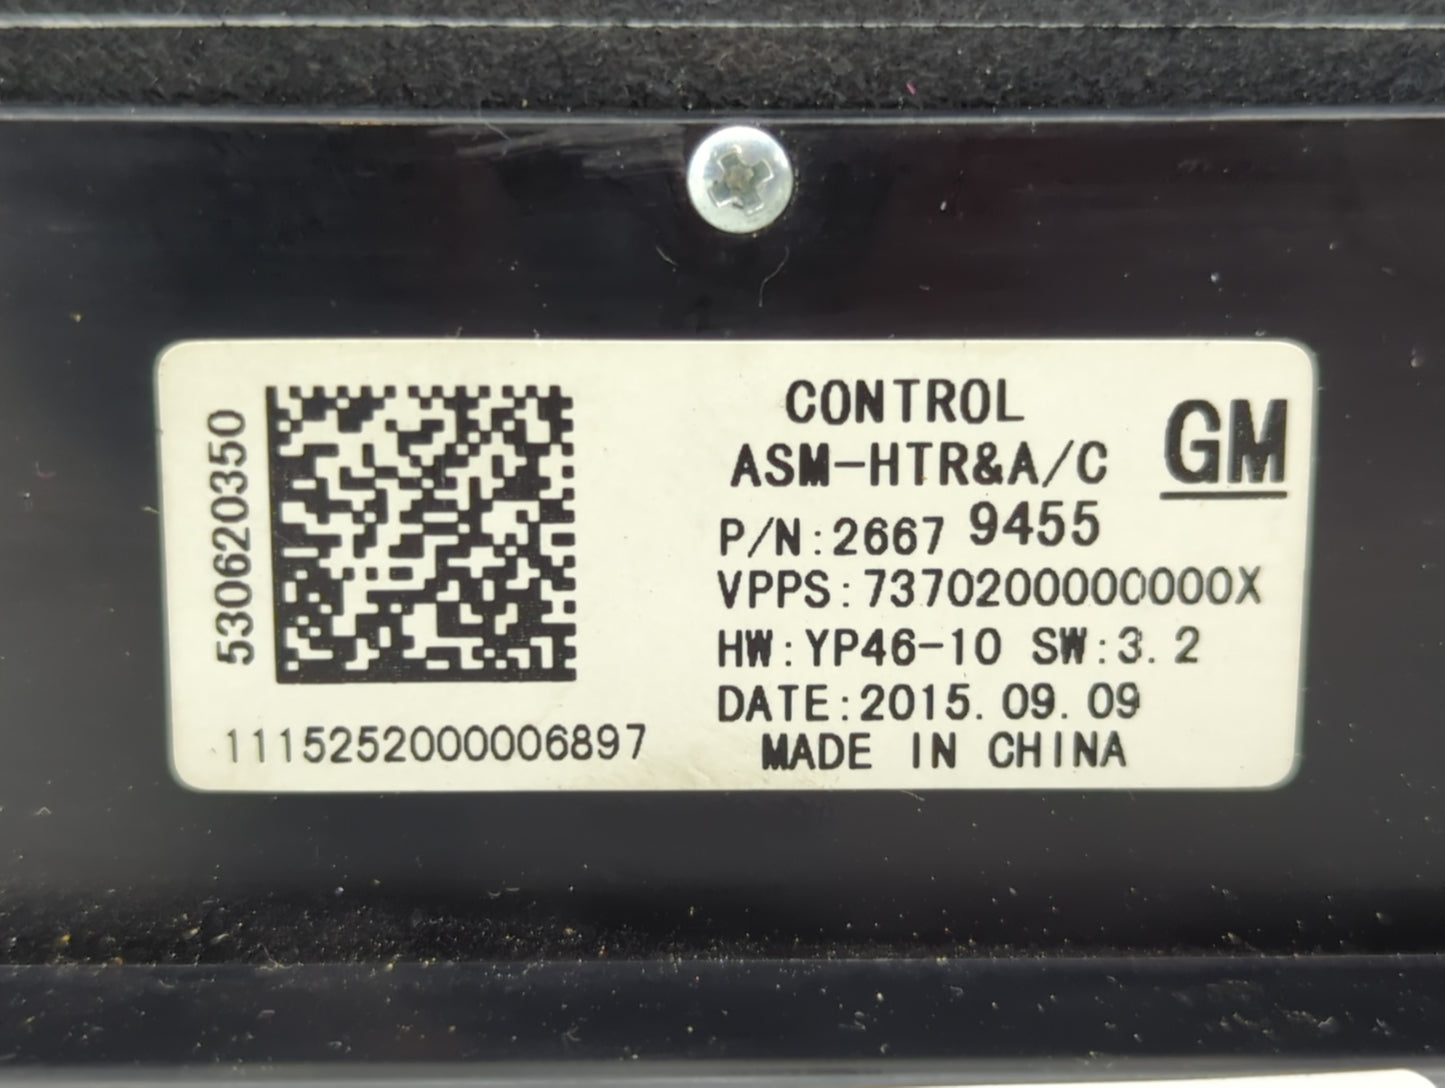 530620350
1115252000006897
CONTROL
ASM-HTR&A/C
GM
P/N:2667 9455
VPPS:7370200000000X
HW:YP46-10 SW:3.2
DATE:2015.09.09
MADE IN CHINA